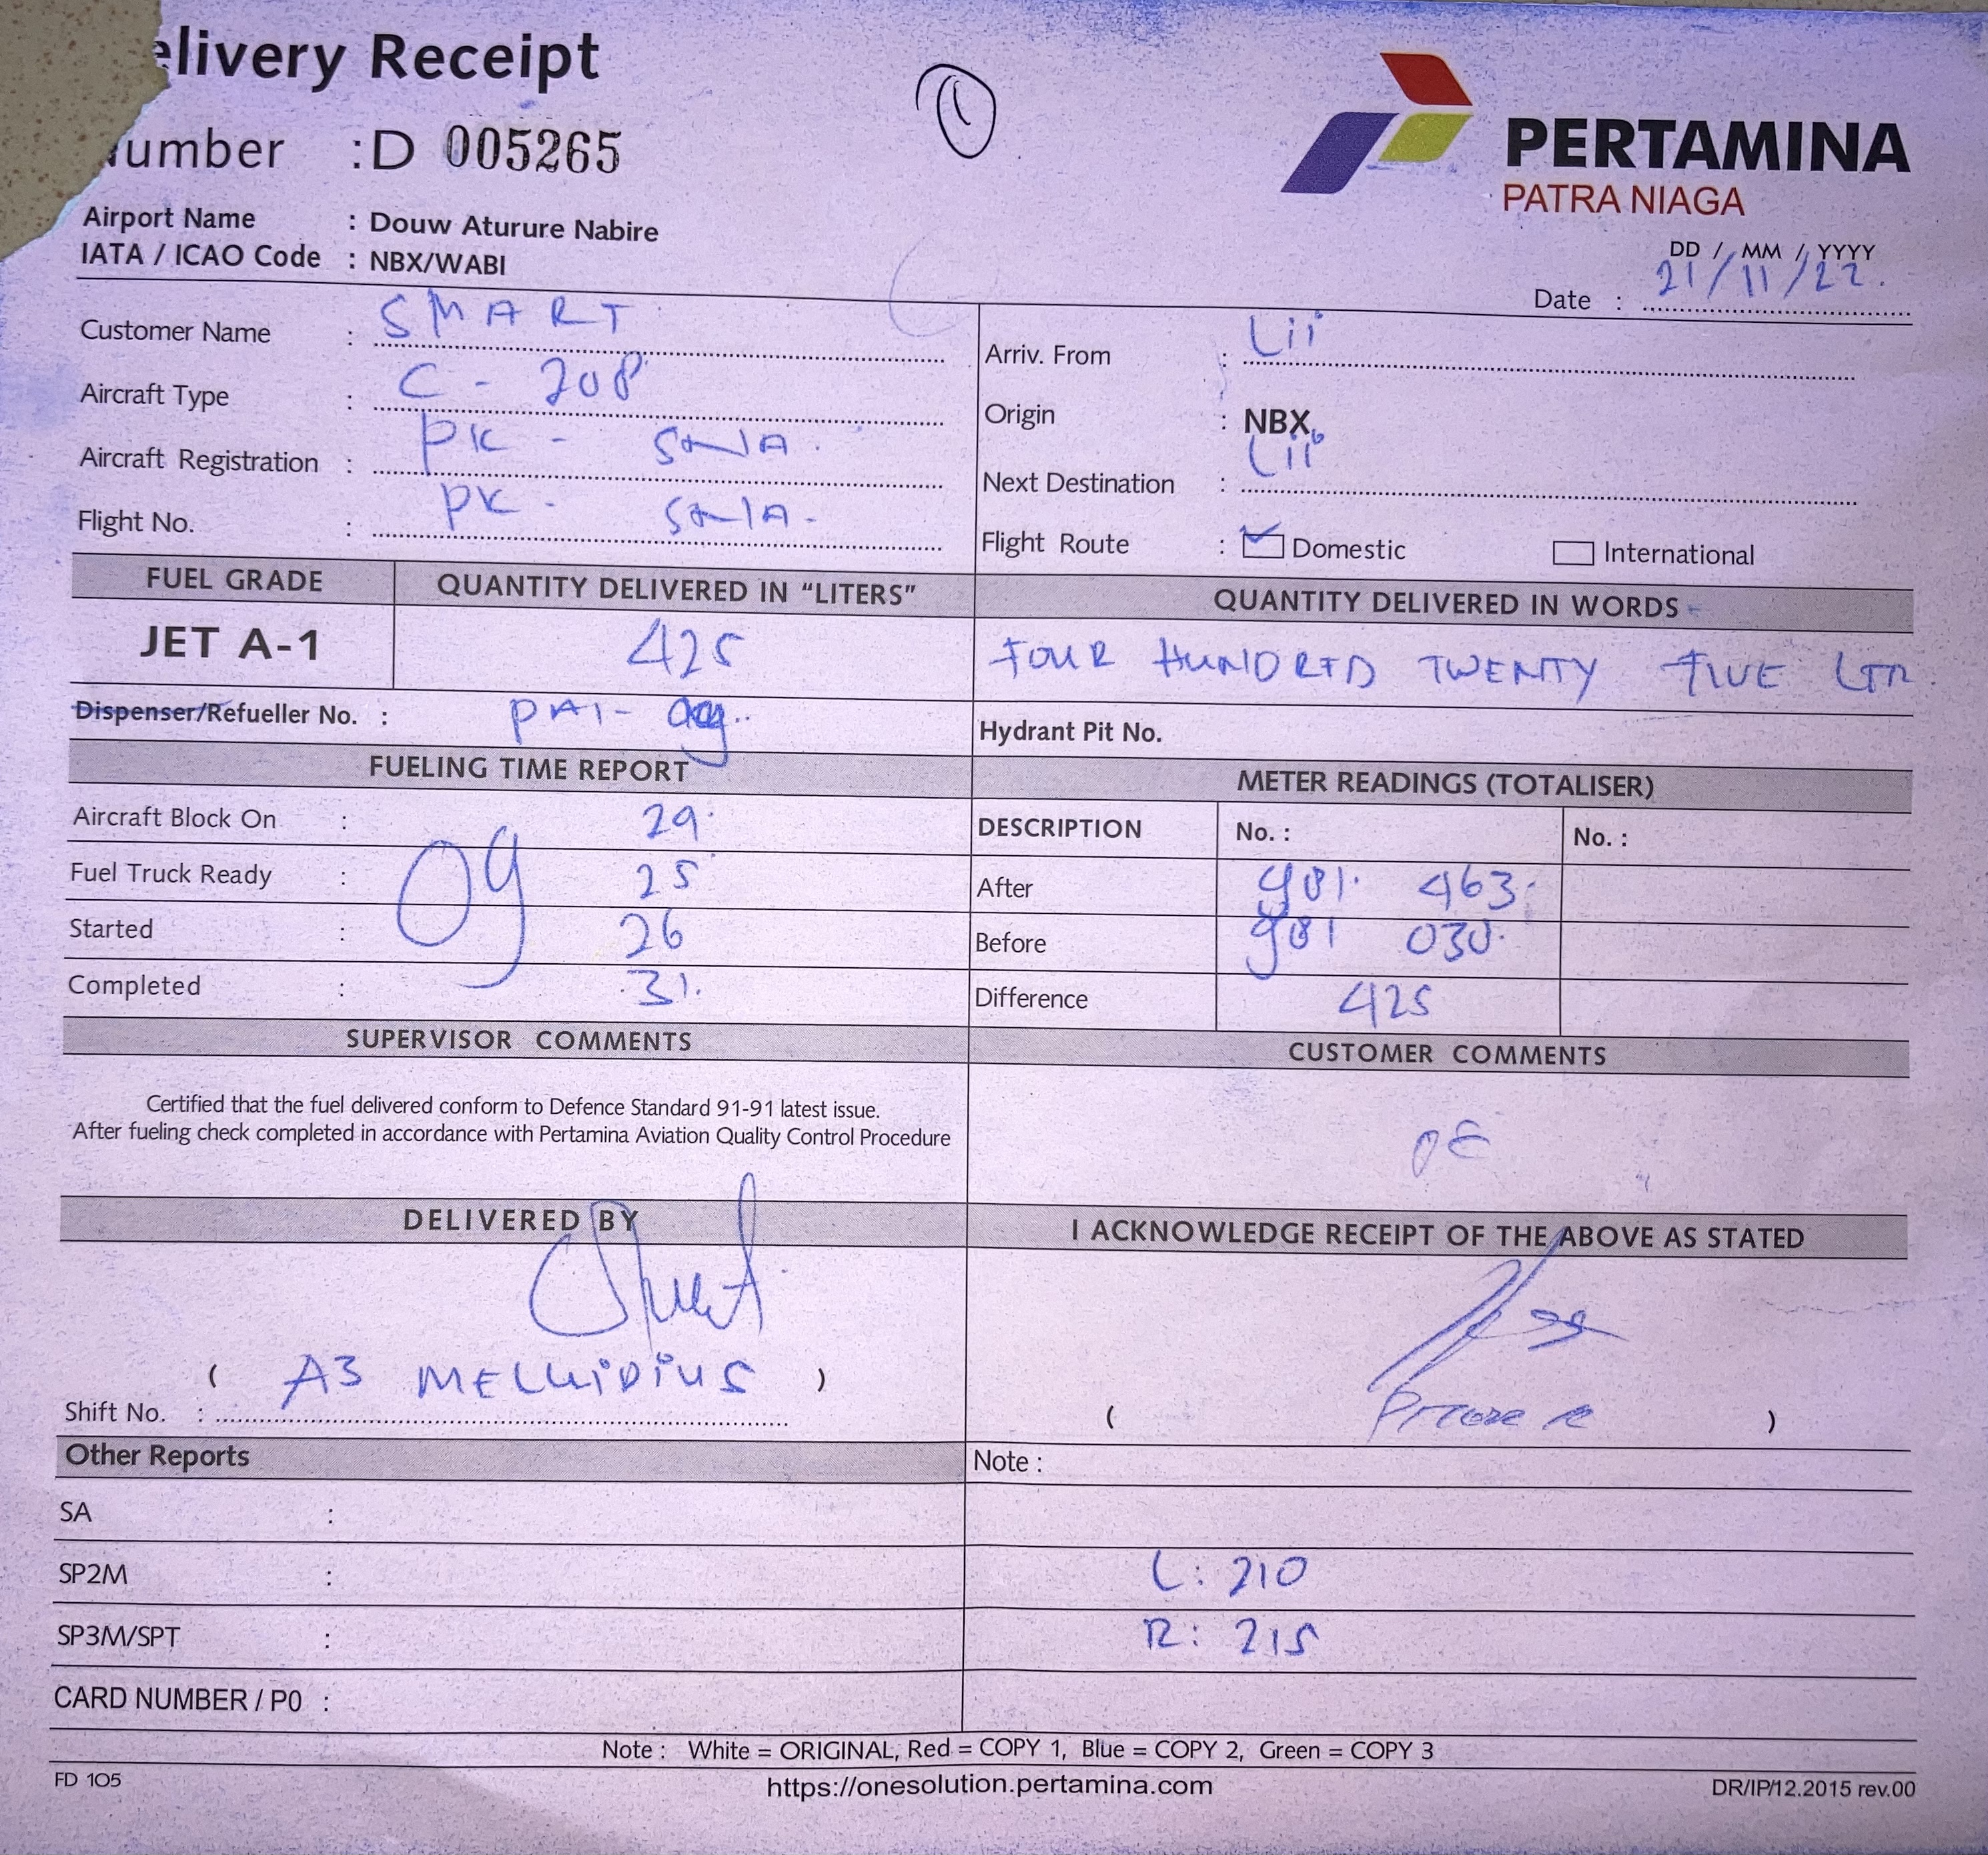 elivery Receipt
umber : D 005265
1
PERTAMINA
PATRA NIAGA
Airport Name : Douw Aturure Nabire
IATA / ICAO Code : NBX/WABI
DD / MM / YYYY
Date : 21/11/22.
Customer Name : SMART
Aircraft Type : C - 208
Aircraft Registration : PK -
Flight No. : PK -
Arriv. From : Lii
Origin : NBX
Next Destination : Lii
Flight Route : Domestic International
FUEL GRADE QUANTITY DELIVERED IN "LITERS" QUANTITY DELIVERED IN WORDS
JET A-1 425 FOUR HUNDRED TWENTY FIVE LTR.
Dispenser/Refueller No. : PAI- Hydrant Pit No.
FUELING TIME REPORT
Aircraft Block On : 29.
Fuel Truck Ready : 09 25
Started : 26
Completed : 31.
METER READINGS (TOTALISER)
DESCRIPTION No. : No. :
After 981. 463.
Before 981
Difference 425
SUPERVISOR COMMENTS
Certified that the fuel delivered conform to Defence Standard 91-91 latest issue.
After fueling check completed in accordance with Pertamina Aviation Quality Control Procedure
CUSTOMER COMMENTS
DELIVERED BY
( A3 )
Shift No. :
I ACKNOWLEDGE RECEIPT OF THE ABOVE AS STATED
( )
Other Reports
SA :
SP2M :
SP3M/SPT :
CARD NUMBER / P0 :
Note :
L: 210
R: 215
Note : White = ORIGINAL, Red = COPY 1, Blue = COPY 2, Green = COPY 3
FD 105 https://onesolution.pertamina.com DR/IP/12.2015 rev.00